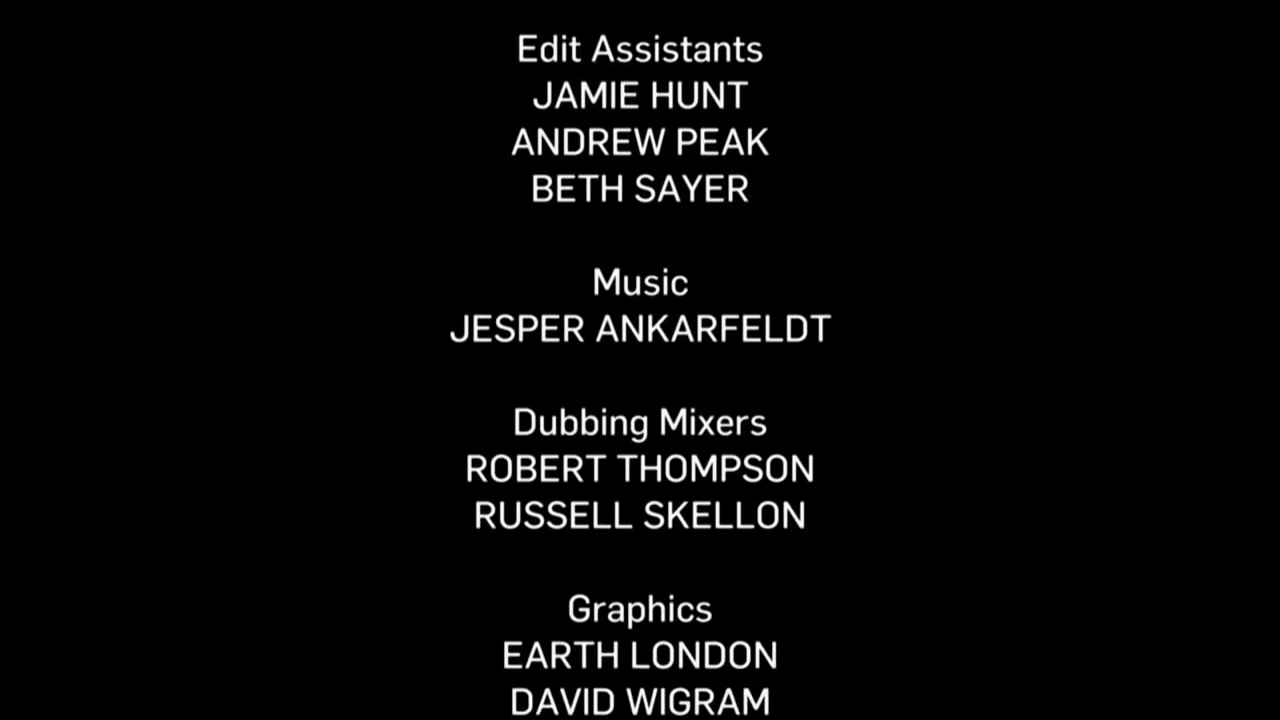 Edit Assistants
JAMIE HUNT
ANDREW PEAK
BETH SAYER
Music
JESPER ANKARFELDT
Dubbing Mixers
ROBERT THOMPSON
RUSSELL SKELLON
Graphics
EARTH LONDON
DAVID WIGRAM